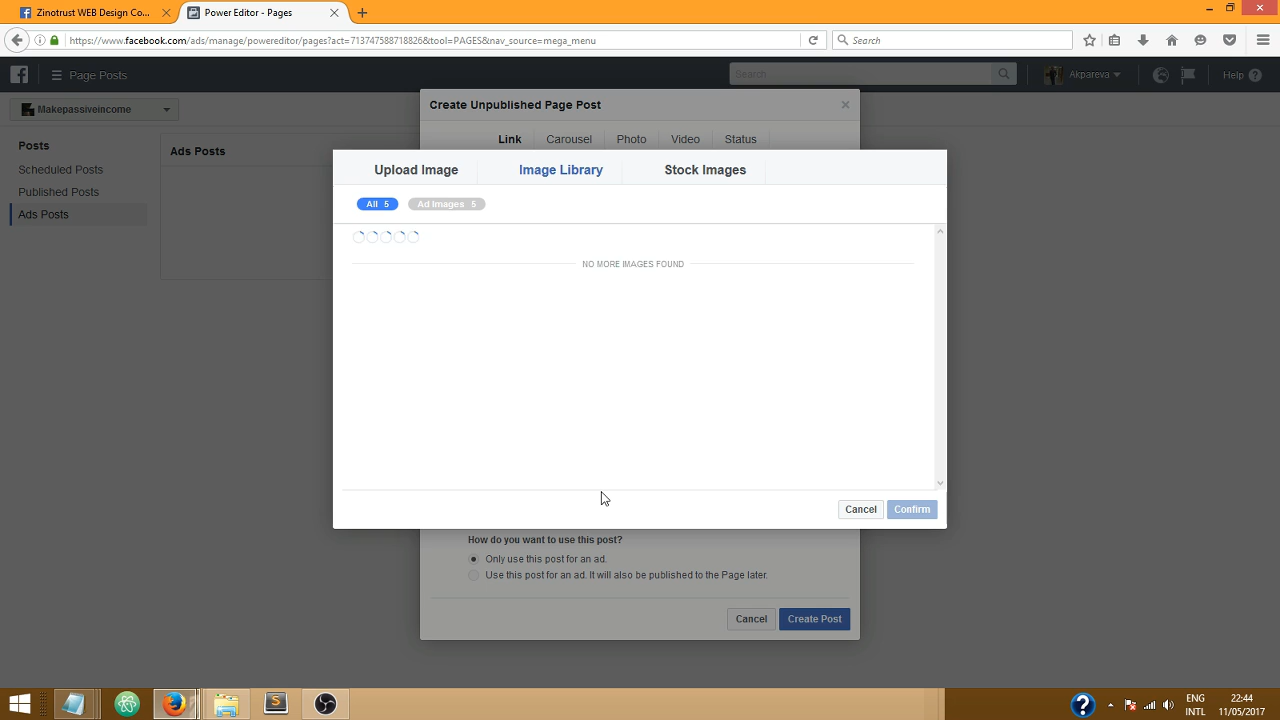 Zinotrust WEB Design Co...
Power Editor - Pages
https://www.facebook.com/ads/manage/powereditor/pages?act=713747588718826&tool=PAGES&nav_source=mega_menu
Search
Page Posts
Search
Akpareva
Help
Makepassiveincome
Create Unpublished Page Post
Posts
Scheduled Posts
Published Posts
Ads Posts
Ads Posts
Link Carousel Photo Video Status
Upload Image Image Library Stock Images
All 5 Ad Images 5
NO MORE IMAGES FOUND
Cancel Confirm
How do you want to use this post?
Only use this post for an ad.
Use this post for an ad. It will also be published to the Page later.
Cancel Create Post
ENG
INTL
22:44
11/05/2017